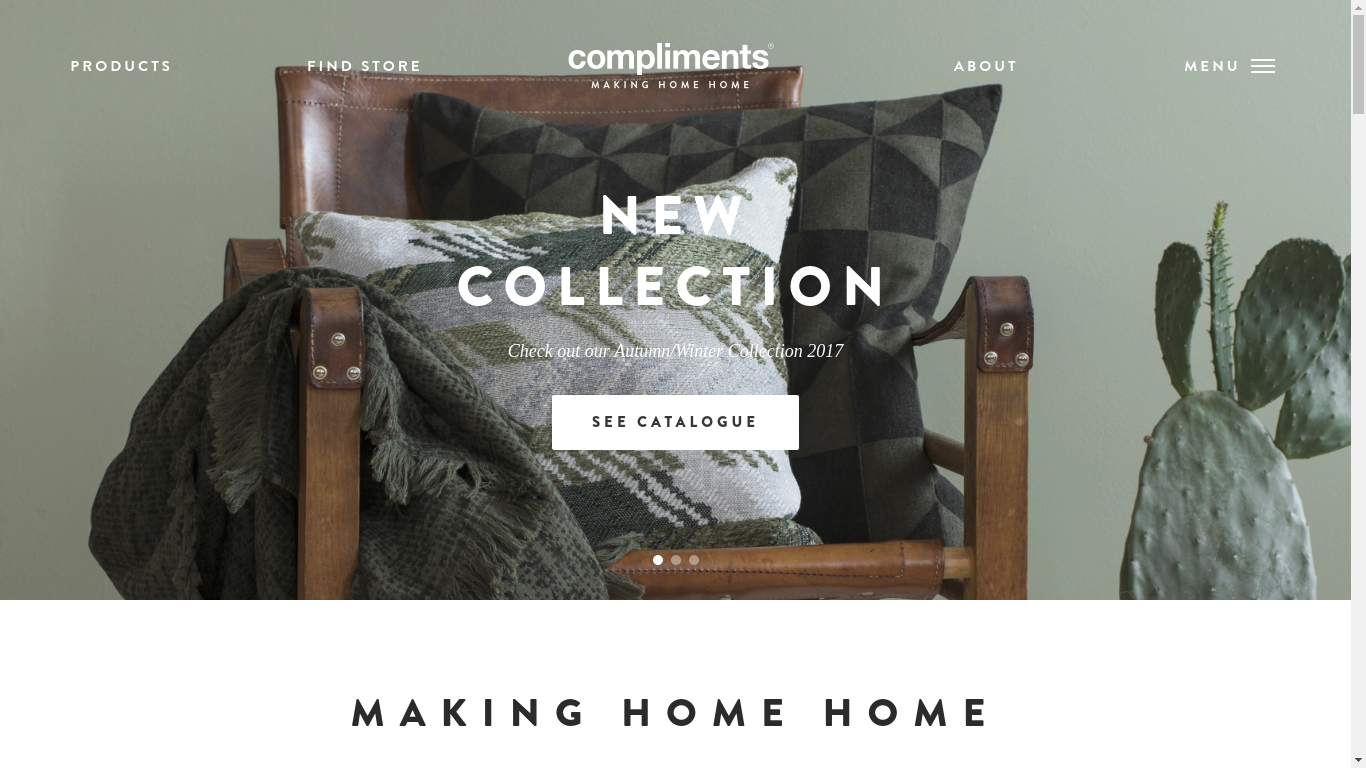 PRODUCTS
FIND STORE
compliments®
MAKING HOME HOME
ABOUT
MENU
NEW
COLLECTION
Check out our Autumn/Winter Collection 2017
SEE CATALOGUE
MAKING HOME HOME